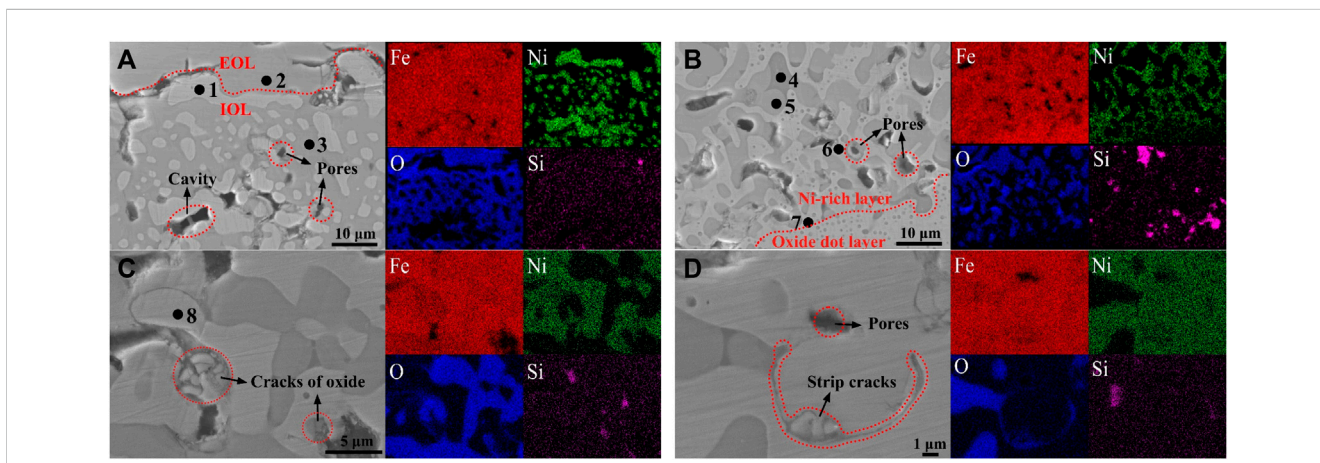 A
EOL
1
2
IOL
3
Pores
Cavity
10 μm
Fe
Ni
O
Si
B
4
5
Pores
6
Ni-rich layer
7
Oxide dot layer
10 μm
Fe
Ni
O
Si
C
8
Cracks of oxide
5 μm
Fe
Ni
O
Si
D
Pores
Strip cracks
1 μm
Fe
Ni
O
Si